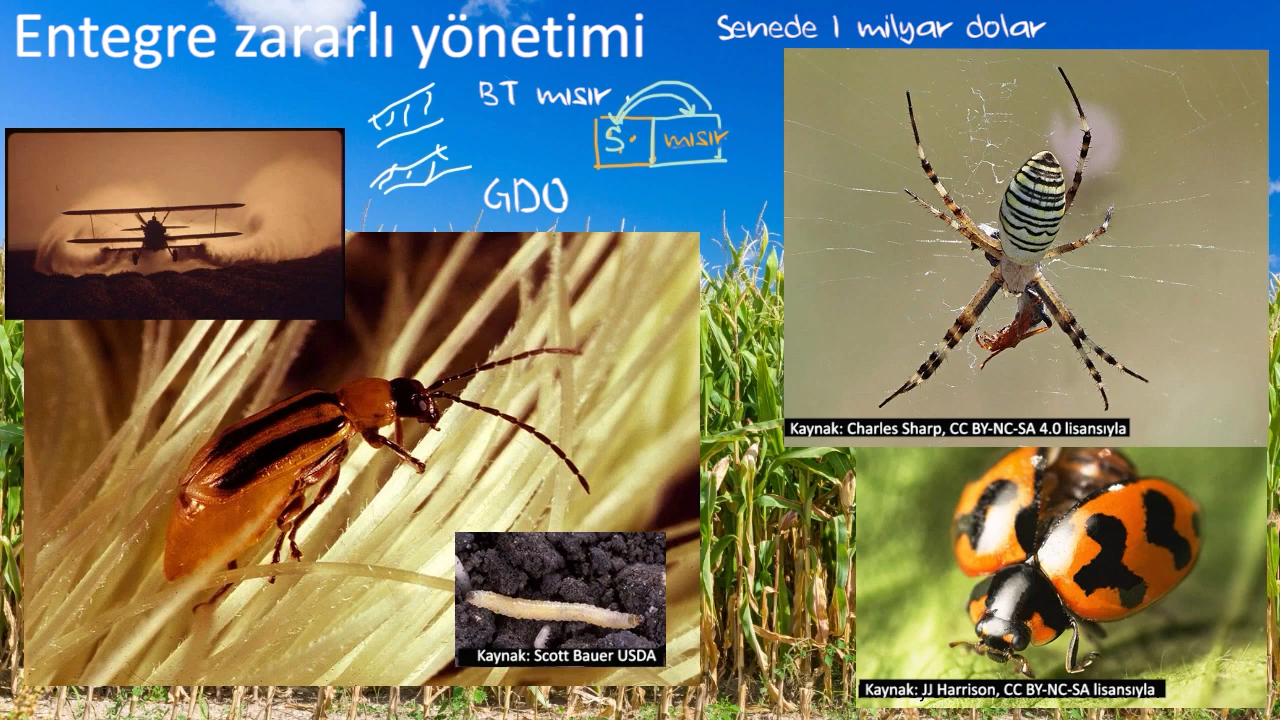 Entegre zararlı yönetimi
Senede 1 milyar dolar
BT mısır
S.
mısır
GDO
Kaynak: Charles Sharp, CC BY-NC-SA 4.0 lisansıyla
Kaynak: Scott Bauer USDA
Kaynak: JJ Harrison, CC BY-NC-SA lisansıyla